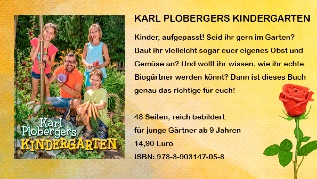 KARL PLOBERGERS KINDERGARTEN
Kinder, aufgepasst! Seid ihr gern im Garten?
Baut ihr vielleicht sogar euer eigenes Obst und
Gemüse an? Und wollt ihr wissen, wie ihr echte
Biogärtner werden könnt? Dann ist dieses Buch
genau das richtige für euch!
48 Seiten, reich bebildert
für junge Gärtner ab 9 Jahren
14,90 Euro
ISBN: 978-3-903147-05-8
Karl
Plobergers
KINDERGARTEN